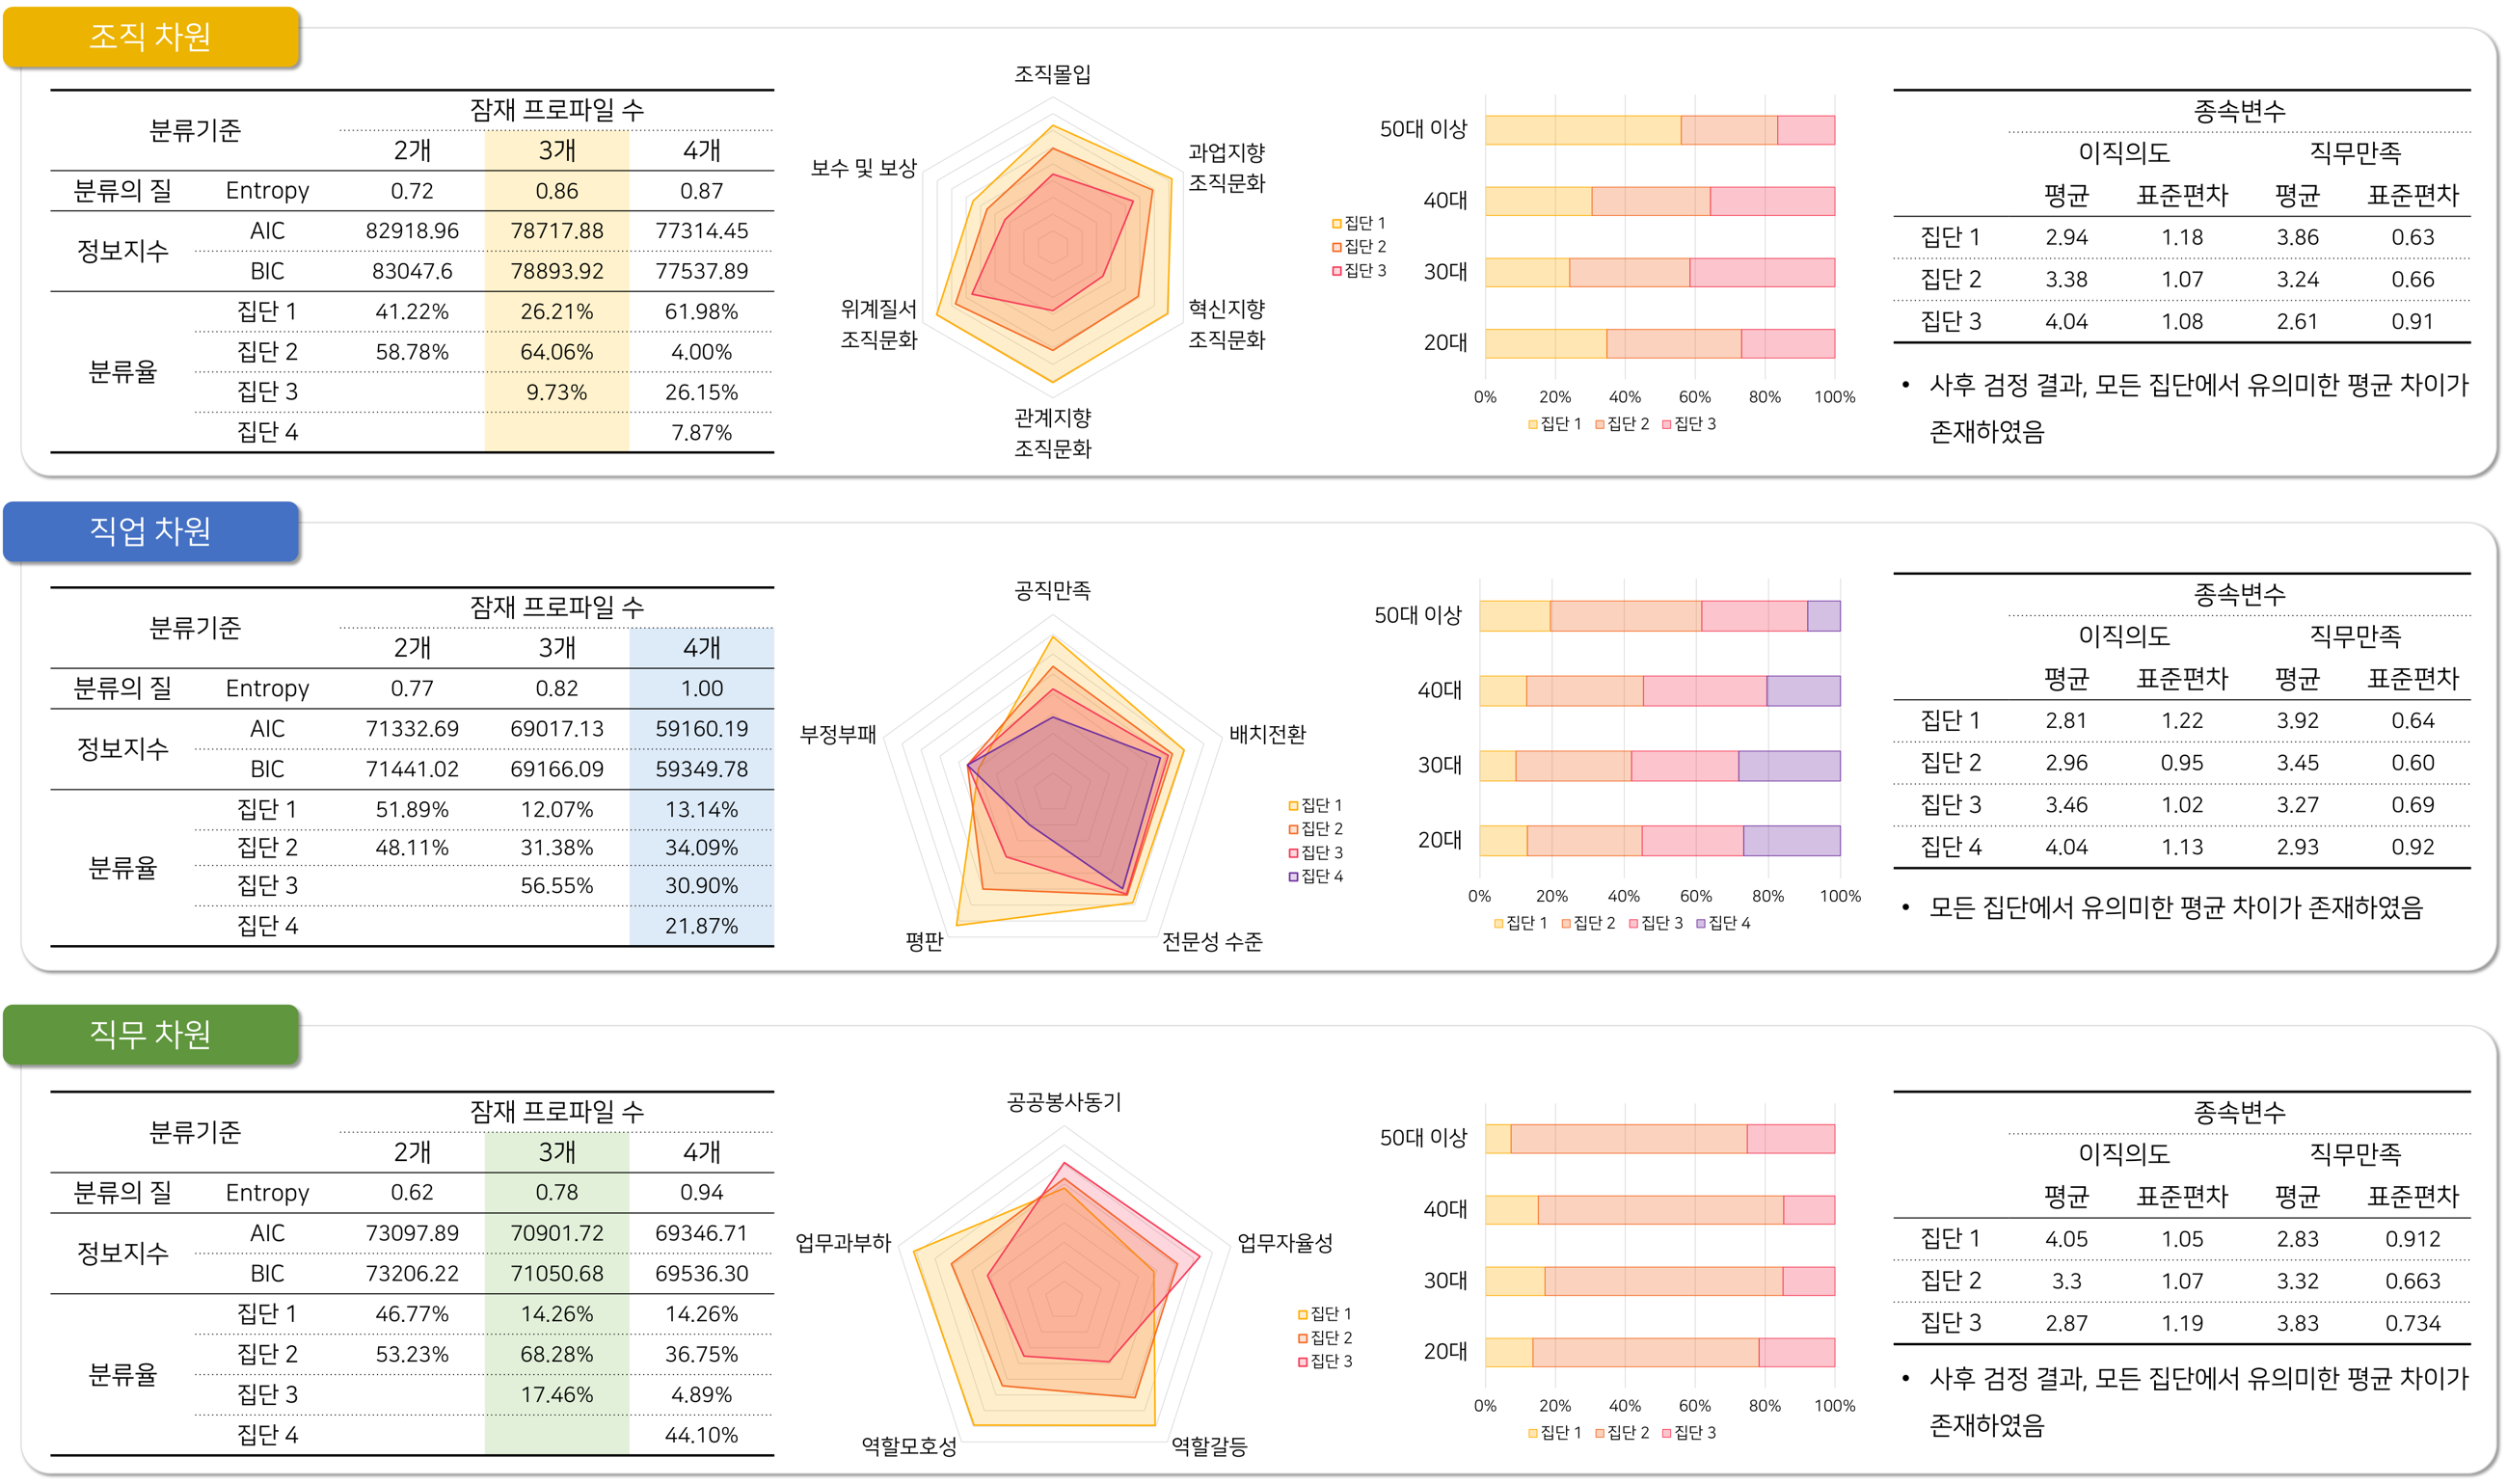 조직 차원
분류기준 잠재 프로파일 수
2개 3개 4개
분류의 질 Entropy 0.72 0.86 0.87
정보지수 AIC 82918.96 78717.88 77314.45
BIC 83047.6 78893.92 77537.89
분류율 집단 1 41.22% 26.21% 61.98%
집단 2 58.78% 64.06% 4.00%
집단 3 9.73% 26.15%
집단 4 7.87%
조직몰입
과업지향
조직문화
혁신지향
조직문화
관계지향
조직문화
위계질서
조직문화
보수 및 보상
집단 1
집단 2
집단 3
50대 이상
40대
30대
20대
0% 20% 40% 60% 80% 100%
집단 1 집단 2 집단 3
종속변수
이직의도 직무만족
평균 표준편차 평균 표준편차
집단 1 2.94 1.18 3.86 0.63
집단 2 3.38 1.07 3.24 0.66
집단 3 4.04 1.08 2.61 0.91
• 사후 검정 결과, 모든 집단에서 유의미한 평균 차이가
존재하였음
직업 차원
분류기준 잠재 프로파일 수
2개 3개 4개
분류의 질 Entropy 0.77 0.82 1.00
정보지수 AIC 71332.69 69017.13 59160.19
BIC 71441.02 69166.09 59349.78
분류율 집단 1 51.89% 12.07% 13.14%
집단 2 48.11% 31.38% 34.09%
집단 3 56.55% 30.90%
집단 4 21.87%
공직만족
배치전환
전문성 수준
평판
부정부패
집단 1
집단 2
집단 3
집단 4
50대 이상
40대
30대
20대
0% 20% 40% 60% 80% 100%
집단 1 집단 2 집단 3 집단 4
종속변수
이직의도 직무만족
평균 표준편차 평균 표준편차
집단 1 2.81 1.22 3.92 0.64
집단 2 2.96 0.95 3.45 0.60
집단 3 3.46 1.02 3.27 0.69
집단 4 4.04 1.13 2.93 0.92
• 모든 집단에서 유의미한 평균 차이가 존재하였음
직무 차원
분류기준 잠재 프로파일 수
2개 3개 4개
분류의 질 Entropy 0.62 0.78 0.94
정보지수 AIC 73097.89 70901.72 69346.71
BIC 73206.22 71050.68 69536.30
분류율 집단 1 46.77% 14.26% 14.26%
집단 2 53.23% 68.28% 36.75%
집단 3 17.46% 4.89%
집단 4 44.10%
공공봉사동기
업무자율성
역할갈등
역할모호성
업무과부하
집단 1
집단 2
집단 3
50대 이상
40대
30대
20대
0% 20% 40% 60% 80% 100%
집단 1 집단 2 집단 3
종속변수
이직의도 직무만족
평균 표준편차 평균 표준편차
집단 1 4.05 1.05 2.83 0.912
집단 2 3.3 1.07 3.32 0.663
집단 3 2.87 1.19 3.83 0.734
• 사후 검정 결과, 모든 집단에서 유의미한 평균 차이가
존재하였음